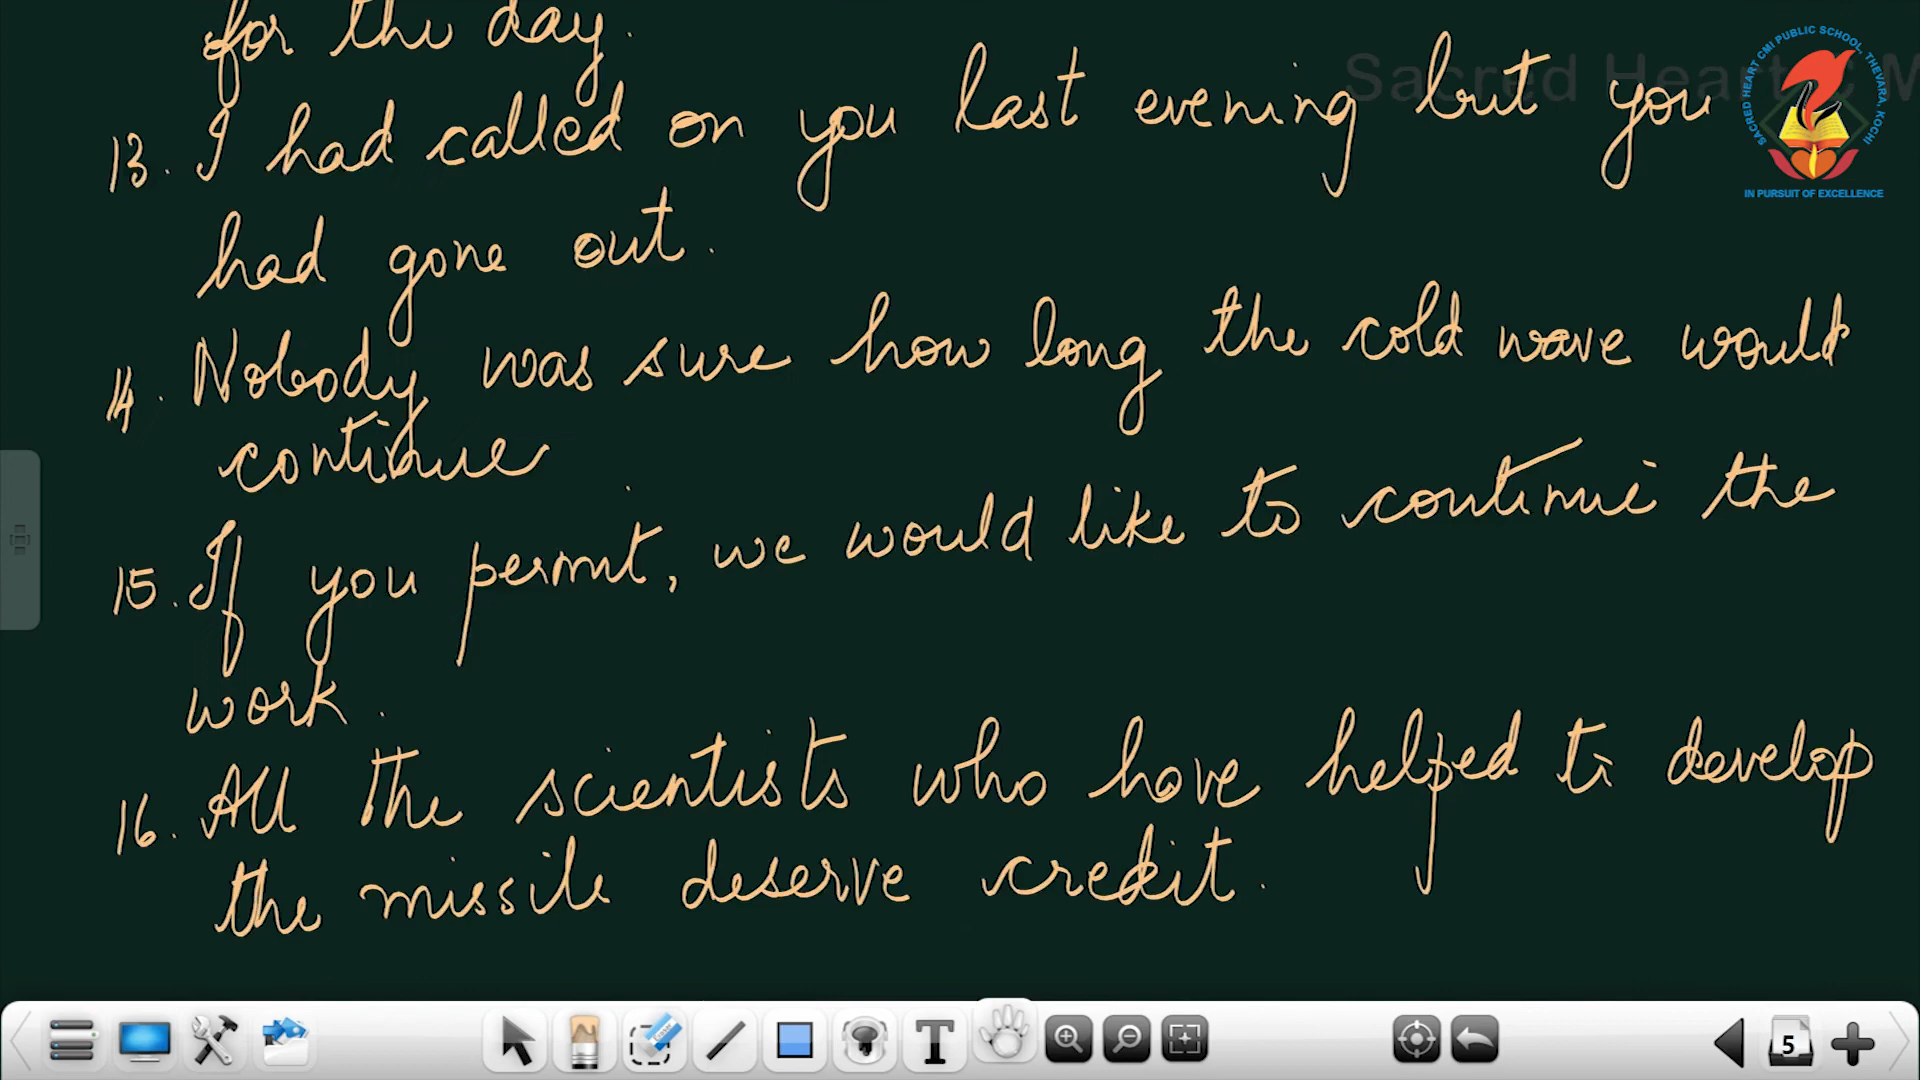 for the day.
13. I had called on you last evening but you
had gone out.
14. Nobody was sure how long the cold wave would
continue
15. If you permit, we would like to continue the
work.
16. All the scientists who have helped to develop
the missile deserve credit.
Sacred Heart C M
SACRED HEART CMI PUBLIC SCHOOL, THEVARA, KOCHI
IN PURSUIT OF EXCELLENCE
T
5